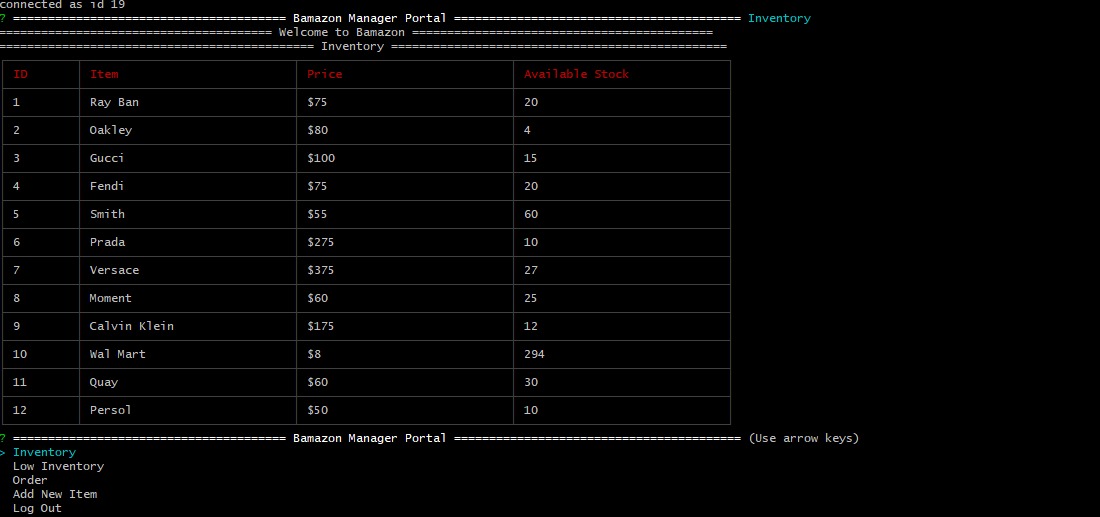 connected as id 19
? ======================================= Bamazon Manager Portal ========================================= Inventory
======================================= Welcome to Bamazon ===========================================
============================================= Inventory ================================================
ID Item Price Available Stock
1 Ray Ban $75 20
2 Oakley $80 4
3 Gucci $100 15
4 Fendi $75 20
5 Smith $55 60
6 Prada $275 10
7 Versace $375 27
8 Moment $60 25
9 Calvin Klein $175 12
10 Wal Mart $8 294
11 Quay $60 30
12 Persol $50 10
? ======================================= Bamazon Manager Portal ========================================= (Use arrow keys)
> Inventory
Low Inventory
Order
Add New Item
Log Out